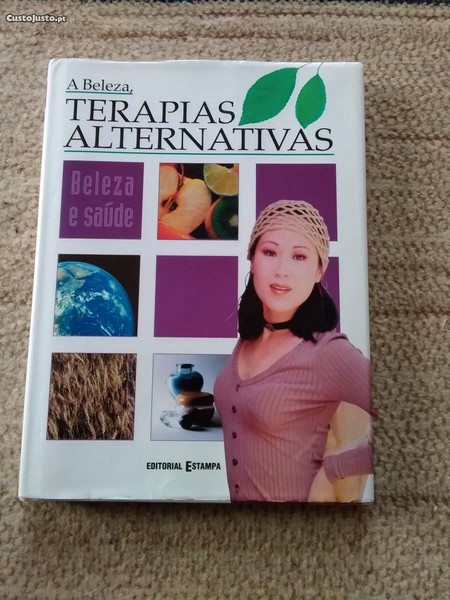 CustoJusto.pt
A Beleza,
TERAPIAS
ALTERNATIVAS
Beleza
e saúde
EDITORIAL ESTAMPA